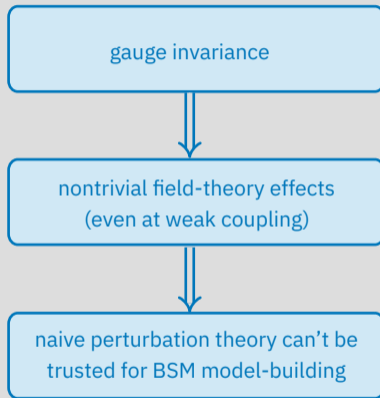 gauge invariance
nontrivial field-theory effects
(even at weak coupling)
naive perturbation theory can’t be
trusted for BSM model-building